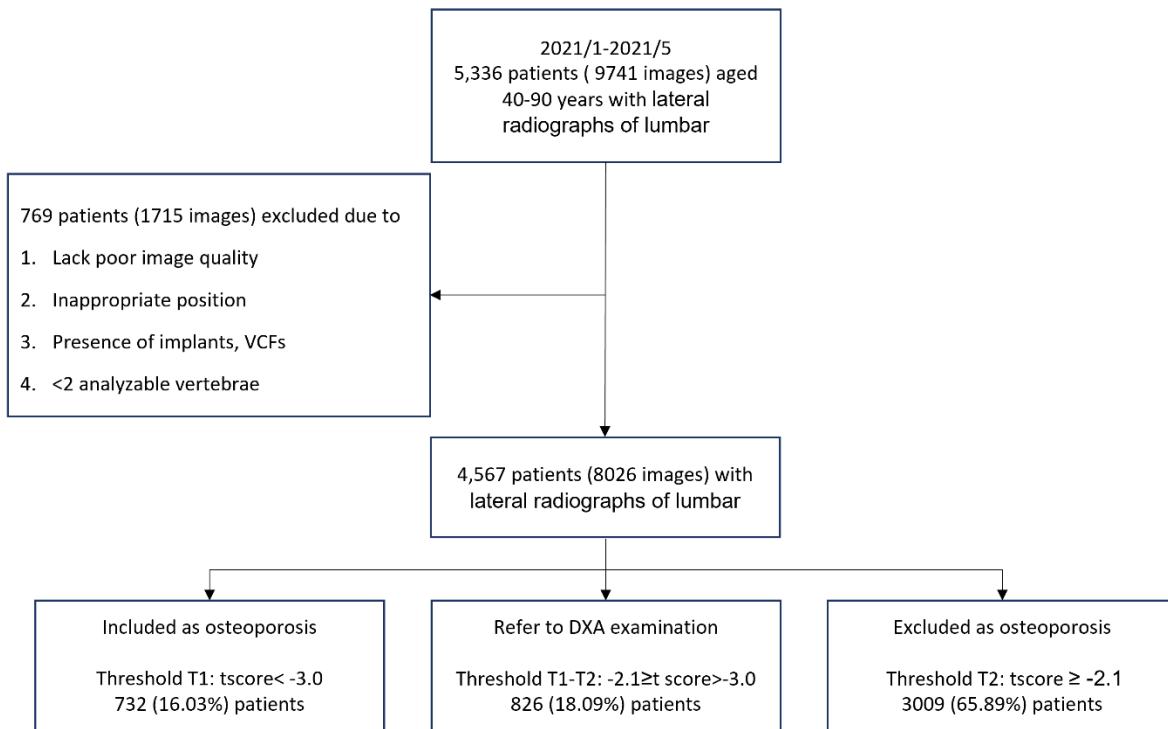 2021/1-2021/5
5,336 patients ( 9741 images) aged
40-90 years with lateral
radiographs of lumbar
769 patients (1715 images) excluded due to
1. Lack poor image quality
2. Inappropriate position
3. Presence of implants, VCFs
4. <2 analyzable vertebrae
4,567 patients (8026 images) with
lateral radiographs of lumbar
Included as osteoporosis
Threshold T1: tscore< -3.0
732 (16.03%) patients
Refer to DXA examination
Threshold T1-T2: -2.1≥t score>-3.0
826 (18.09%) patients
Excluded as osteoporosis
Threshold T2: tscore ≥ -2.1
3009 (65.89%) patients